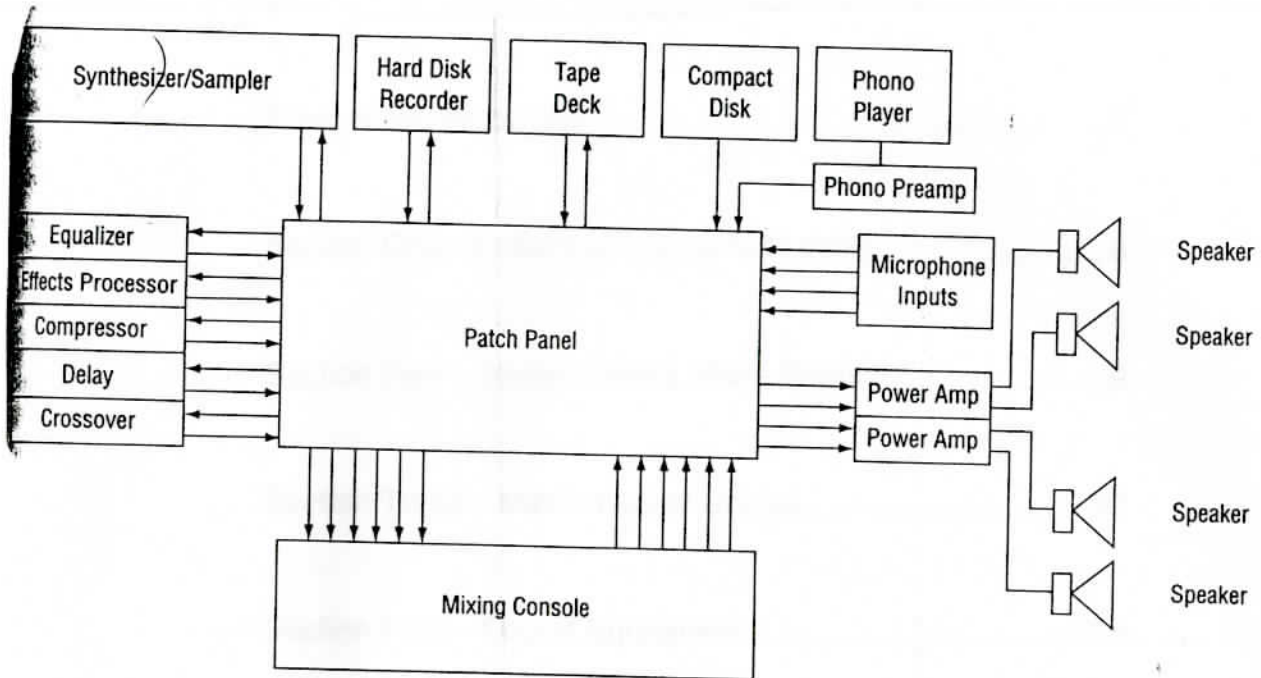 Synthesizer/Sampler
Hard Disk
Recorder
Tape
Deck
Compact
Disk
Phono
Player
Phono Preamp
Equalizer
Effects Processor
Compressor
Delay
Crossover
Patch Panel
Microphone
Inputs
Power Amp
Power Amp
Speaker
Speaker
Speaker
Speaker
Mixing Console